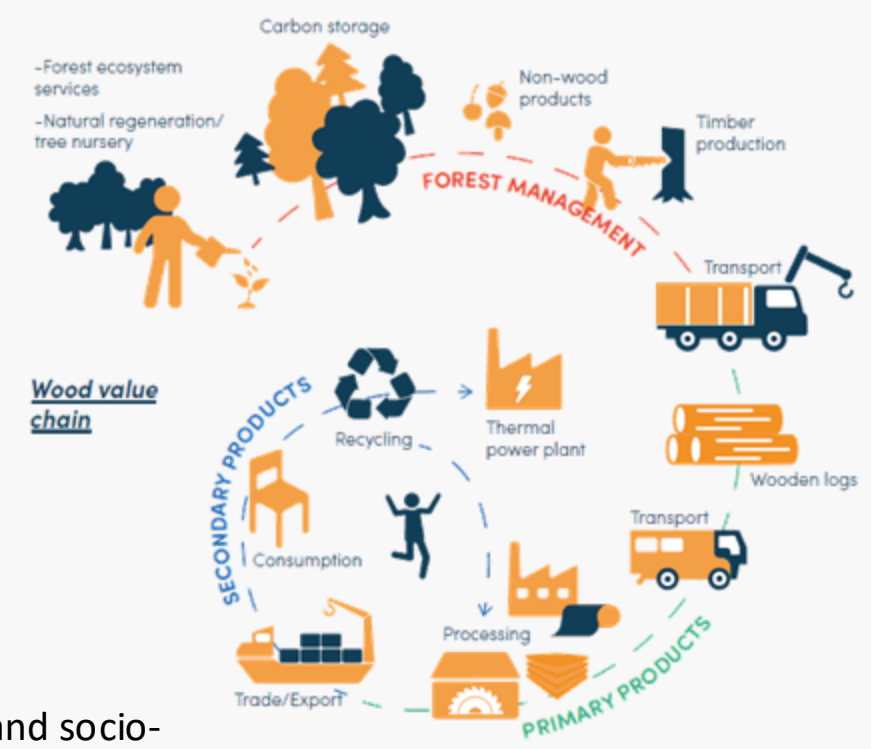 Carbon storage
-Forest ecosystem
services
-Natural regeneration/
tree nursery
Non-wood
products
Timber
production
FOREST MANAGEMENT
Transport
Wood value
chain
SECONDARY PRODUCTS
Recycling
Thermal
power plant
Wooden logs
Transport
Consumption
Processing
Trade/Export
PRIMARY PRODUCTS
and socio-